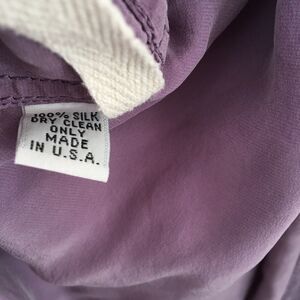 100% SILK
DRY CLEAN
ONLY
MADE
IN U.S.A.